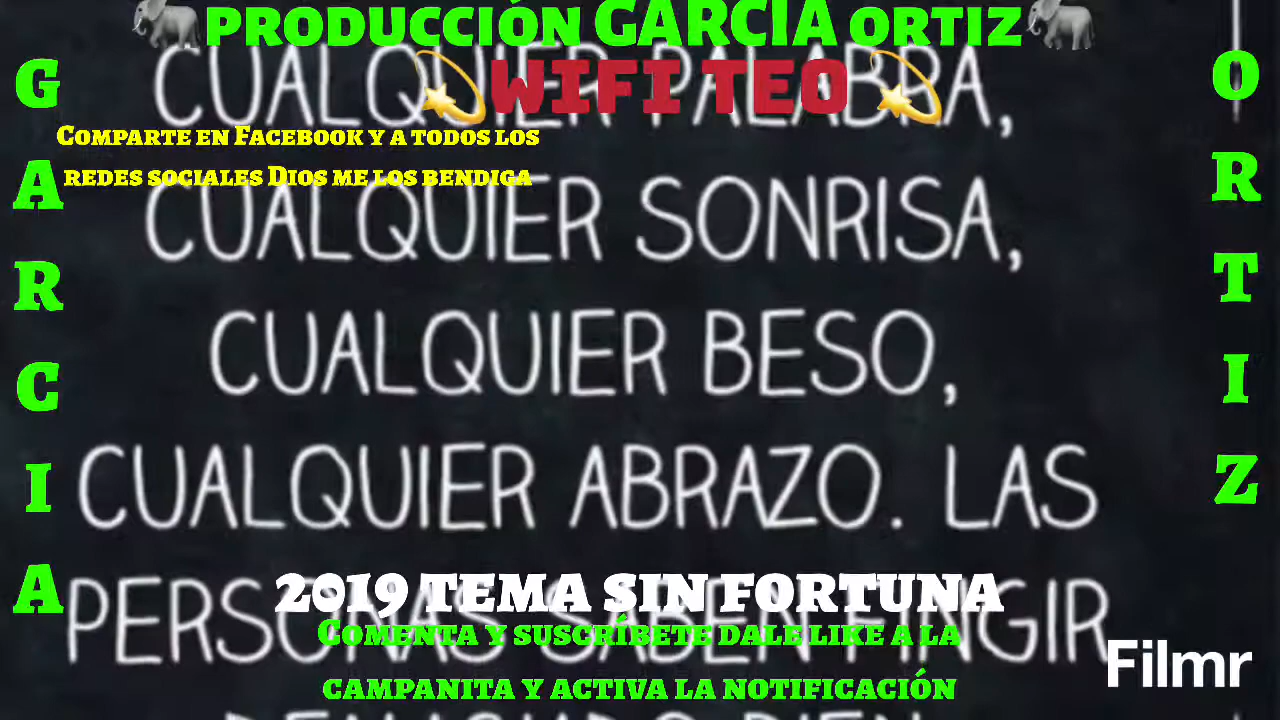 PRODUCCIÓN GARCIA ORTIZ
CUALQUIER PALABRA,
WIFI TEO
COMPARTE EN FACEBOOK Y A TODOS LOS
REDES SOCIALES DIOS ME LOS BENDIGA
CUALQUIER SONRISA,
CUALQUIER BESO,
CUALQUIER ABRAZO. LAS
PERSONAS SABEN FINGIR
2019 TEMA SIN FORTUNA
COMENTA Y SUSCRÍBETE DALE LIKE A LA
CAMPANITA Y ACTIVA LA NOTIFICACIÓN
GARCIA
ORTIZ
Filmr